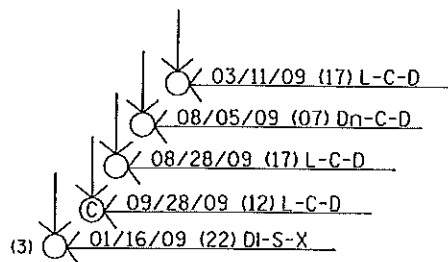 03/11/09 (17) L-C-D
08/05/09 (07) Dn-C-D
08/28/09 (17) L-C-D
C 09/28/09 (12) L-C-D
(3) 01/16/09 (22) Dl-S-X